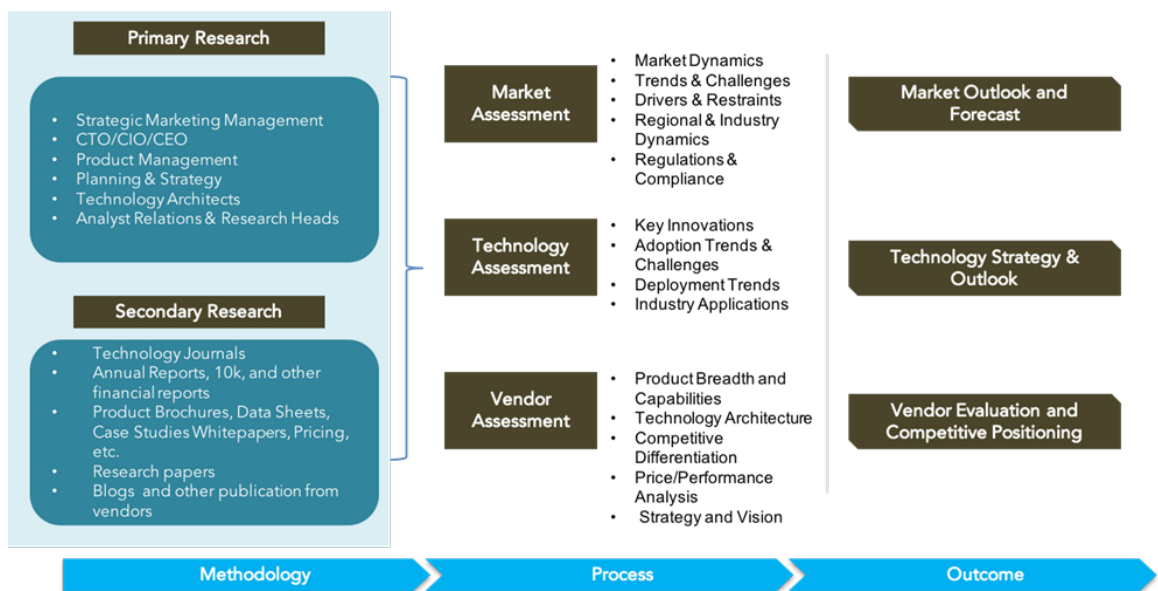 Primary Research
• Strategic Marketing Management
• CTO/CIO/CEO
• Product Management
• Planning & Strategy
• Technology Architects
• Analyst Relations & Research Heads
Secondary Research
• Technology Journals
• Annual Reports, 10k, and other
financial reports
• Product Brochures, Data Sheets,
Case Studies Whitepapers, Pricing,
etc.
• Research papers
• Blogs and other publication from
vendors
Market
Assessment
• Market Dynamics
• Trends & Challenges
• Drivers & Restraints
• Regional & Industry
Dynamics
• Regulations &
Compliance
Market Outlook and
Forecast
Technology
Assessment
• Key Innovations
• Adoption Trends &
Challenges
• Deployment Trends
• Industry Applications
Technology Strategy &
Outlook
Vendor
Assessment
• Product Breadth and
Capabilities
• Technology Architecture
• Competitive
Differentiation
• Price/Performance
Analysis
• Strategy and Vision
Vendor Evaluation and
Competitive Positioning
Methodology
Process
Outcome